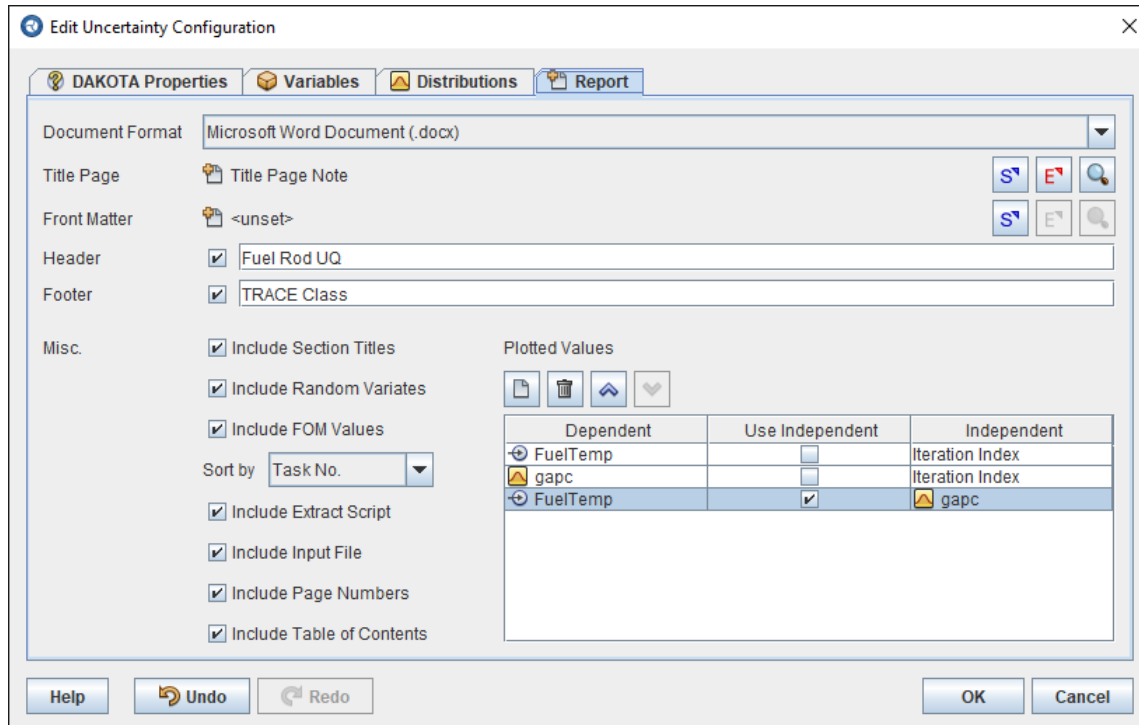 Edit Uncertainty Configuration
DAKOTA Properties Variables Distributions Report
Document Format Microsoft Word Document (.docx)
Title Page Title Page Note S E
Front Matter <unset> S E
Header Fuel Rod UQ
Footer TRACE Class
Misc. Include Section Titles Plotted Values
Include Random Variates
Include FOM Values Dependent Use Independent Independent
FuelTemp Iteration Index
Sort by Task No. gapc Iteration Index
FuelTemp gapc
Include Extract Script
Include Input File
Include Page Numbers
Include Table of Contents
Help Undo Redo OK Cancel